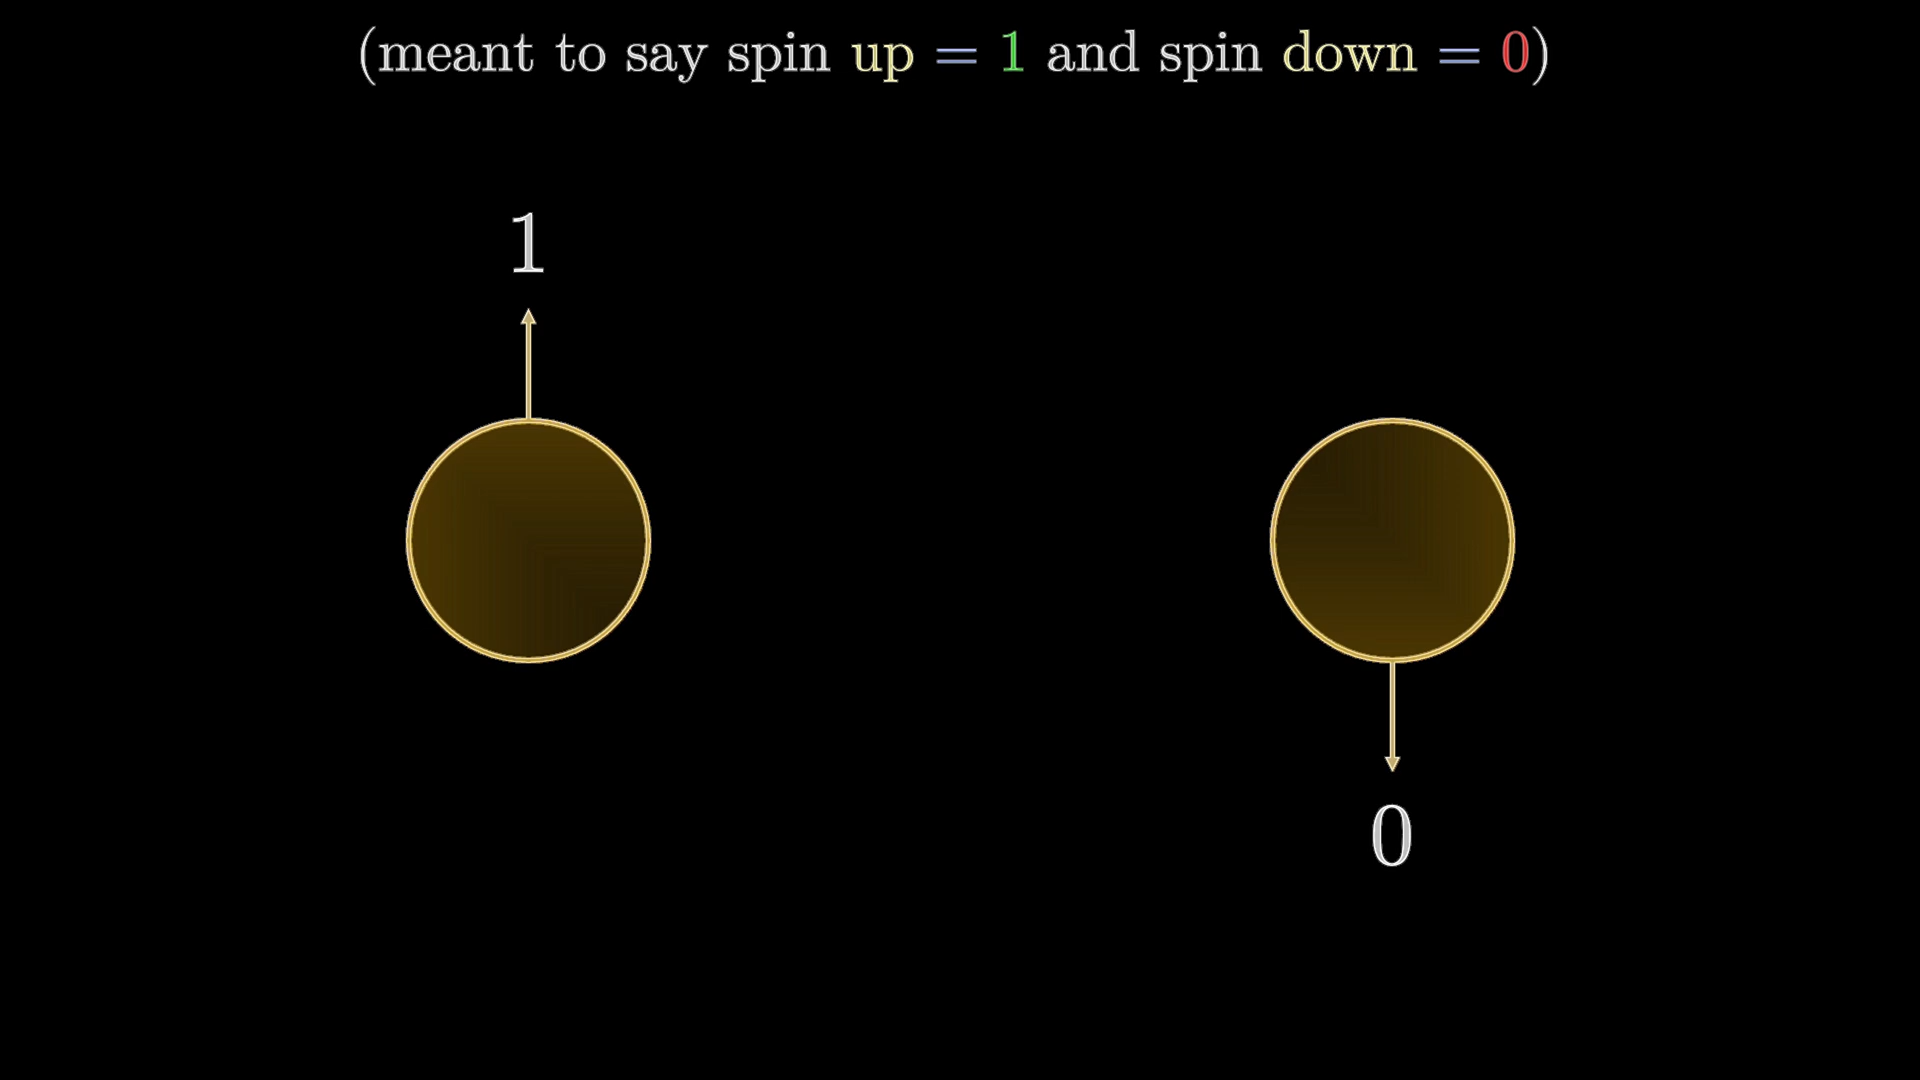 (meant to say spin up = 1 and spin down = 0)
1
0